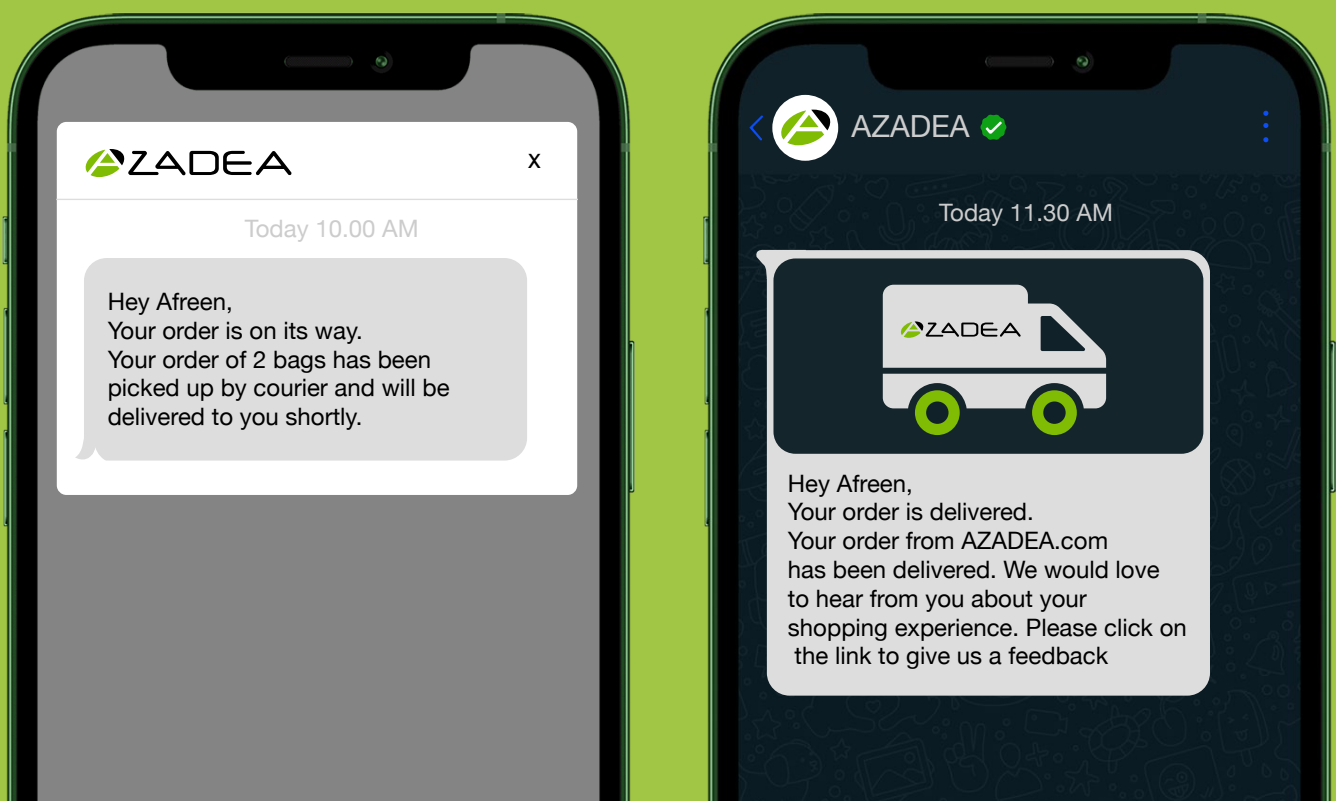 AZADEA
x
Today 10.00 AM
Hey Afreen,
Your order is on its way.
Your order of 2 bags has been
picked up by courier and will be
delivered to you shortly.
AZADEA
Today 11.30 AM
AZADEA
Hey Afreen,
Your order is delivered.
Your order from AZADEA.com
has been delivered. We would love
to hear from you about your
shopping experience. Please click on
the link to give us a feedback